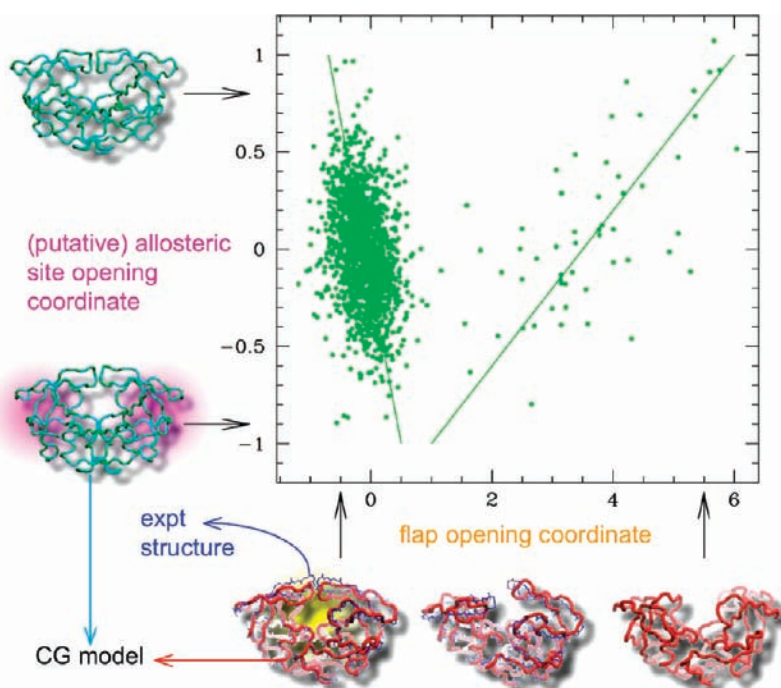 1
0.5
0
−0.5
−1
(putative) allosteric
site opening
coordinate
0
2
4
6
expt
structure
flap opening coordinate
CG model